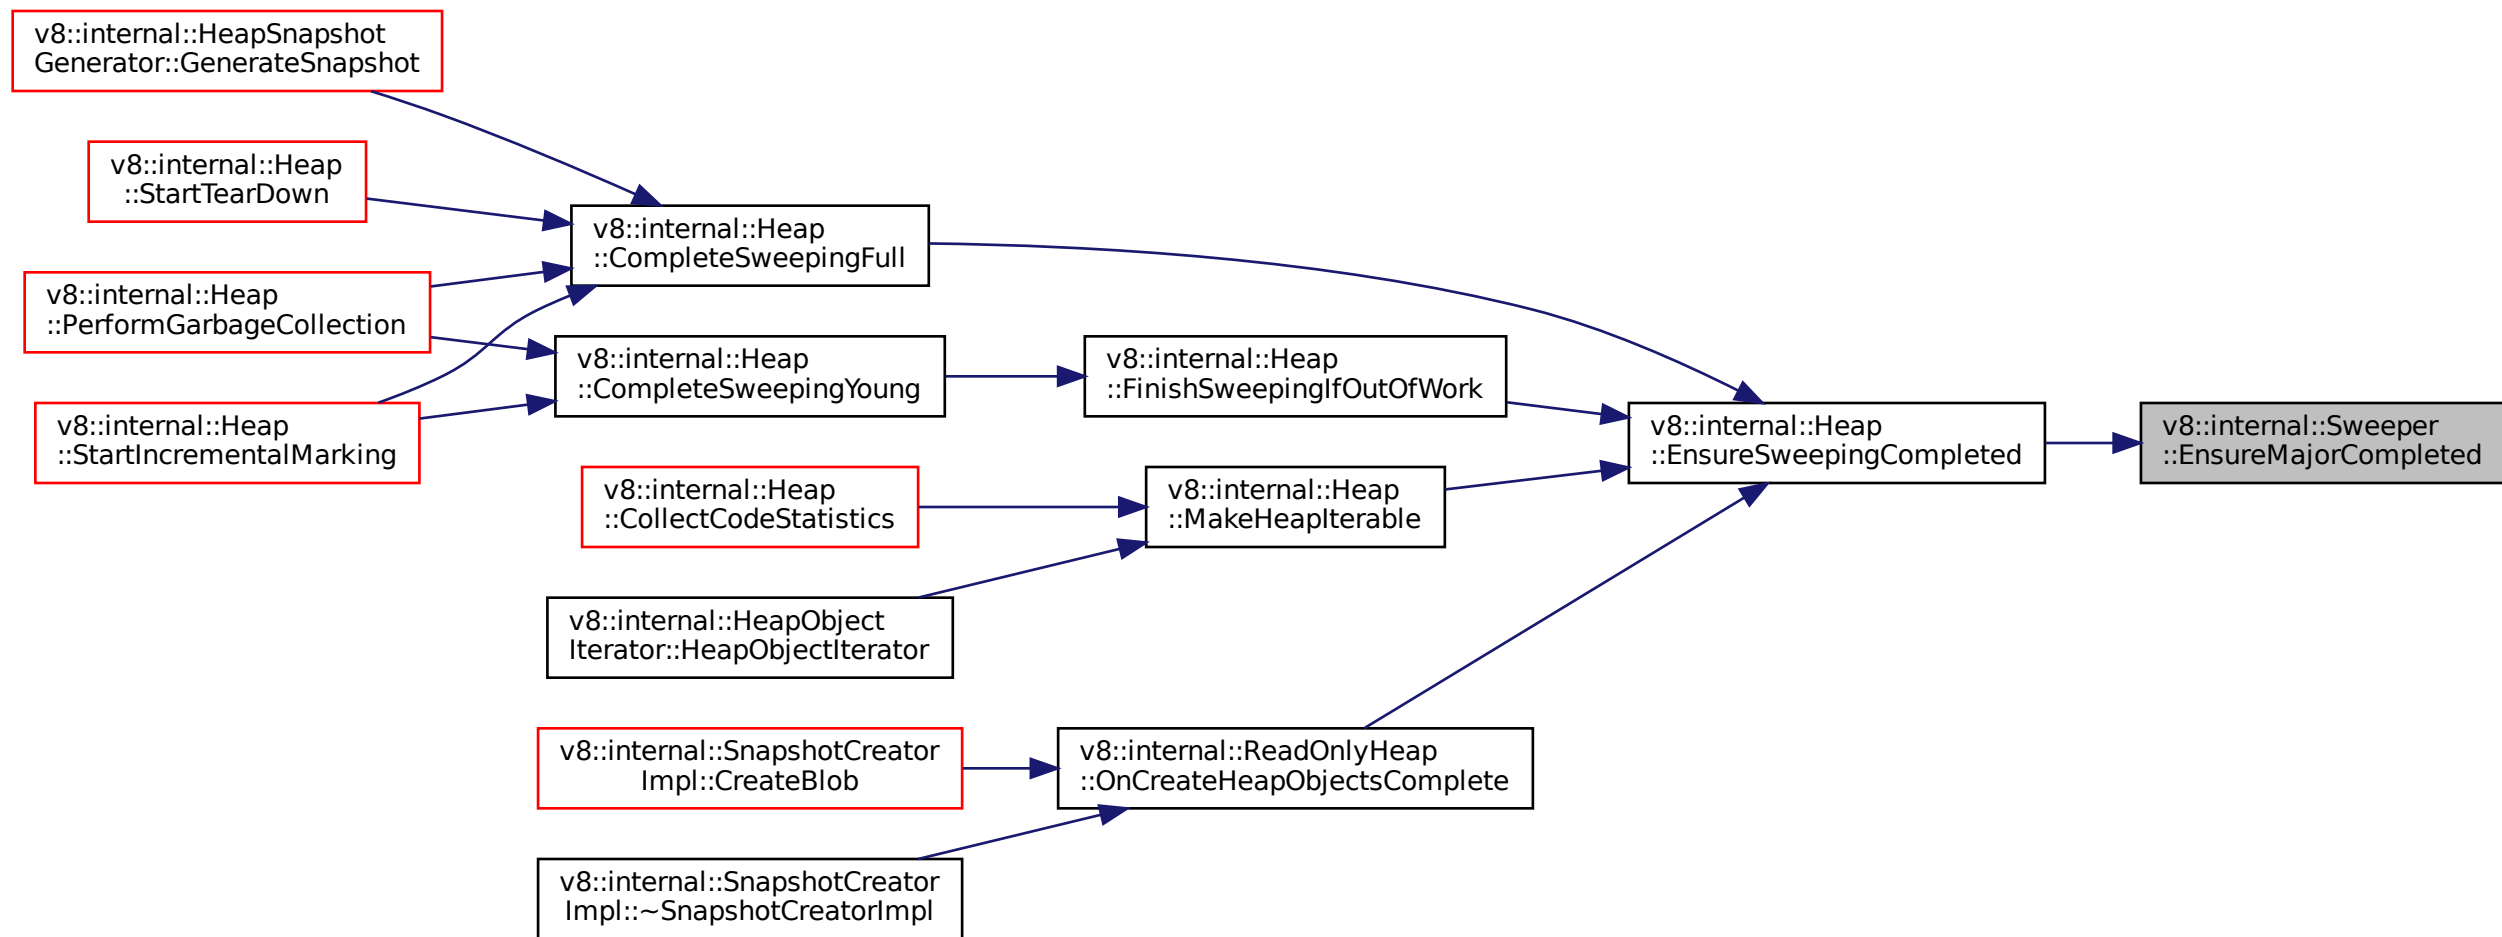 v8::internal::HeapSnapshot
Generator::GenerateSnapshot
v8::internal::Heap
::StartTearDown
v8::internal::Heap
::CompleteSweepingFull
v8::internal::Heap
::PerformGarbageCollection
v8::internal::Heap
::CompleteSweepingYoung
v8::internal::Heap
::FinishSweepingIfOutOfWork
v8::internal::Heap
::StartIncrementalMarking
v8::internal::Heap
::EnsureSweepingCompleted
v8::internal::Sweeper
::EnsureMajorCompleted
v8::internal::Heap
::CollectCodeStatistics
v8::internal::Heap
::MakeHeapIterable
v8::internal::HeapObject
Iterator::HeapObjectIterator
v8::internal::SnapshotCreator
Impl::CreateBlob
v8::internal::ReadOnlyHeap
::OnCreateHeapObjectsComplete
v8::internal::SnapshotCreator
Impl::~SnapshotCreatorImpl